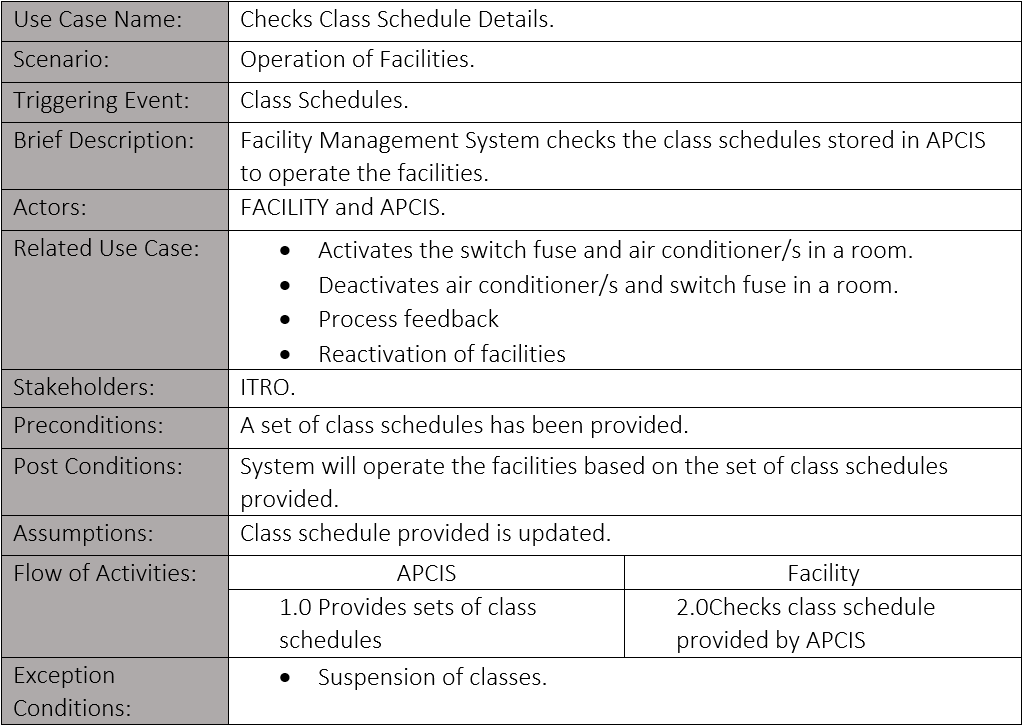 Use Case Name: Checks Class Schedule Details.
Scenario: Operation of Facilities.
Triggering Event: Class Schedules.
Brief Description: Facility Management System checks the class schedules stored in APCIS
to operate the facilities.
Actors: FACILITY and APCIS.
Related Use Case: • Activates the switch fuse and air conditioner/s in a room.
• Deactivates air conditioner/s and switch fuse in a room.
• Process feedback
• Reactivation of facilities
Stakeholders: ITRO.
Preconditions: A set of class schedules has been provided.
Post Conditions: System will operate the facilities based on the set of class schedules
provided.
Assumptions: Class schedule provided is updated.
Flow of Activities: APCIS Facility
1.0 Provides sets of class
schedules
2.0Checks class schedule
provided by APCIS
Exception
Conditions:
• Suspension of classes.